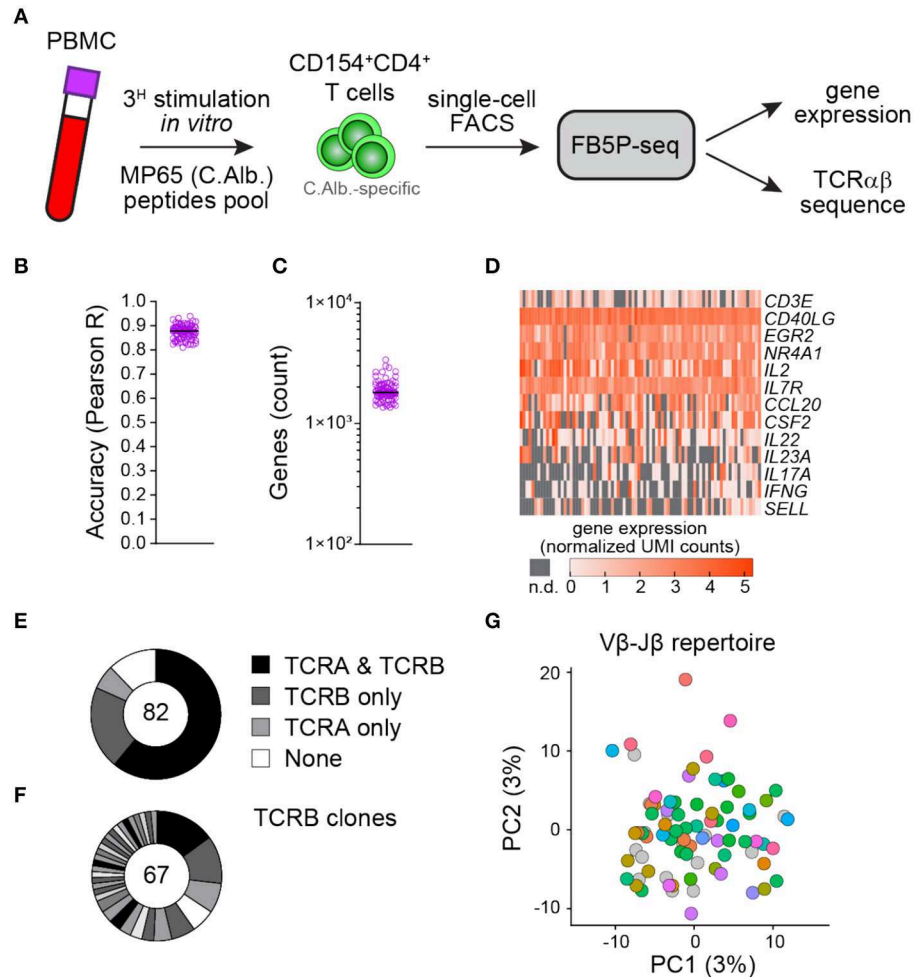 A
PBMC
3ᴴ stimulation
in vitro
MP65 (C.Alb.)
peptides pool
CD154⁺CD4⁺
T cells
C.Alb.-specific
single-cell
FACS
FB5P-seq
gene
expression
TCRαβ
sequence
B
Accuracy (Pearson R)
1.0
0.9
0.8
0.7
0.6
0.5
0.4
0.3
0.2
0.1
0.0
C
Genes (count)
1×10⁴
1×10³
1×10²
D
CD3E
CD40LG
EGR2
NR4A1
IL2
IL7R
CCL20
CSF2
IL22
IL23A
IL17A
IFNG
SELL
gene expression
(normalized UMI counts)
n.d. 0 1 2 3 4 5
E
82
TCRA & TCRB
TCRB only
TCRA only
None
F
TCRB clones
67
G
Vβ-Jβ repertoire
PC2 (3%)
20
10
0
-10
-10 0 10
PC1 (3%)